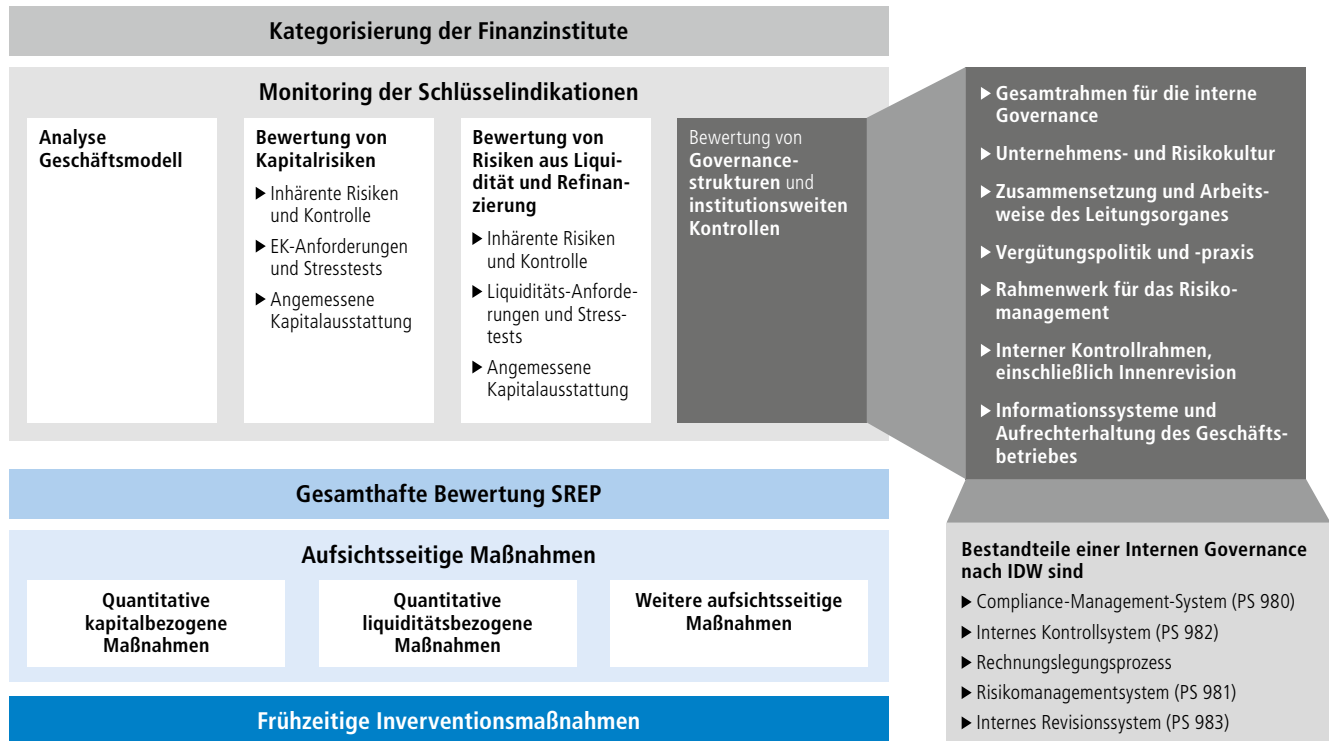 Kategorisierung der Finanzinstitute
Monitoring der Schlüsselindikationen
Analyse
Geschäftsmodell
Bewertung von
Kapitalrisiken
▶ Inhärente Risiken
und Kontrolle
▶ EK-Anforderungen
und Stresstests
▶ Angemessene
Kapitalausstattung
Bewertung von
Risiken aus Liqui-
dität und Refinan-
zierung
▶ Inhärente Risiken
und Kontrolle
▶ Liquiditäts-Anforde-
rungen und Stress-
tests
▶ Angemessene
Kapitalausstattung
Bewertung von
Governance-
strukturen und
institutionsweiten
Kontrollen
▶ Gesamtrahmen für die interne
Governance
▶ Unternehmens- und Risikokultur
▶ Zusammensetzung und Arbeits-
weise des Leitungsorganes
▶ Vergütungspolitik und -praxis
▶ Rahmenwerk für das Risiko-
management
▶ Interner Kontrollrahmen,
einschließlich Innenrevision
▶ Informationssysteme und
Aufrechterhaltung des Geschäfts-
betriebes
Gesamthafte Bewertung SREP
Aufsichtsseitige Maßnahmen
Quantitative
kapitalbezogene
Maßnahmen
Quantitative
liquiditätsbezogene
Maßnahmen
Weitere aufsichtsseitige
Maßnahmen
Frühzeitige Inverventionsmaßnahmen
Bestandteile einer Internen Governance
nach IDW sind
▶ Compliance-Management-System (PS 980)
▶ Internes Kontrollsystem (PS 982)
▶ Rechnungslegungsprozess
▶ Risikomanagementsystem (PS 981)
▶ Internes Revisionssystem (PS 983)